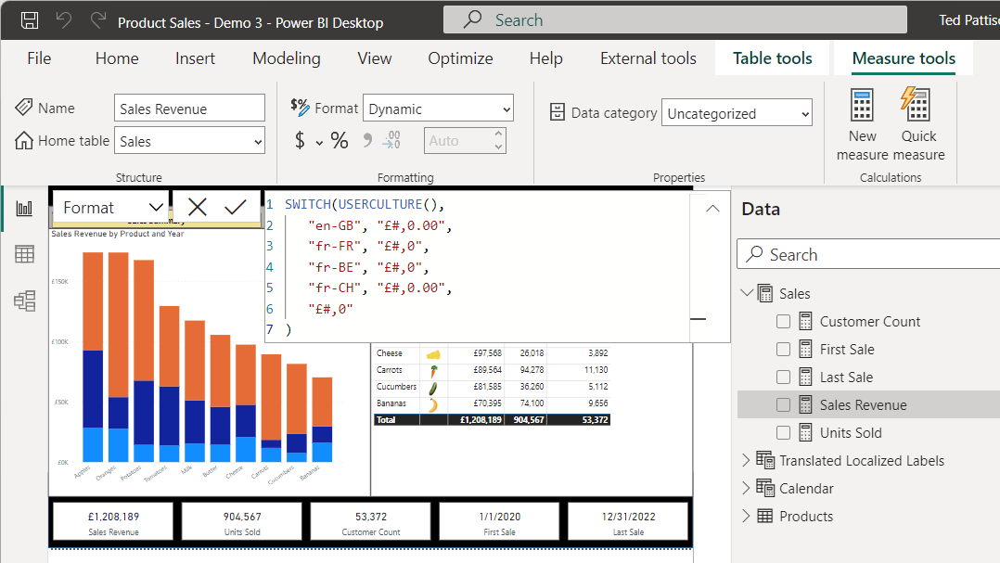 Product Sales - Demo 3 - Power BI Desktop
Search
Ted Pattiso
File Home Insert Modeling View Optimize Help External tools Table tools Measure tools
Name Sales Revenue
Home table Sales
Structure
$% Format Dynamic
$ % Auto
Formatting
Data category Uncategorized
Properties
New measure
Quick measure
Calculations
Format
1 SWITCH(USERCULTURE(),
2 "en-GB", "£#,0.00",
3 "fr-FR", "£#,0",
4 "fr-BE", "£#,0",
5 "fr-CH", "£#,0.00",
6 "£#,0"
7 )
Sales Revenue by Product and Year
£150K
£100K
£50K
£0K
Apples Oranges Potatoes Tomatoes Milk Butter Cheese Carrots Cucumbers Bananas
Cheese £97,568 26,018 3,892
Carrots £89,564 94,278 11,130
Cucumbers £81,585 36,260 5,112
Bananas £70,395 74,100 9,656
Total £1,208,189 904,567 53,372
£1,208,189
Sales Revenue
904,567
Units Sold
53,372
Customer Count
1/1/2020
First Sale
12/31/2022
Last Sale
Data
Search
Sales
Customer Count
First Sale
Last Sale
Sales Revenue
Units Sold
Translated Localized Labels
Calendar
Products